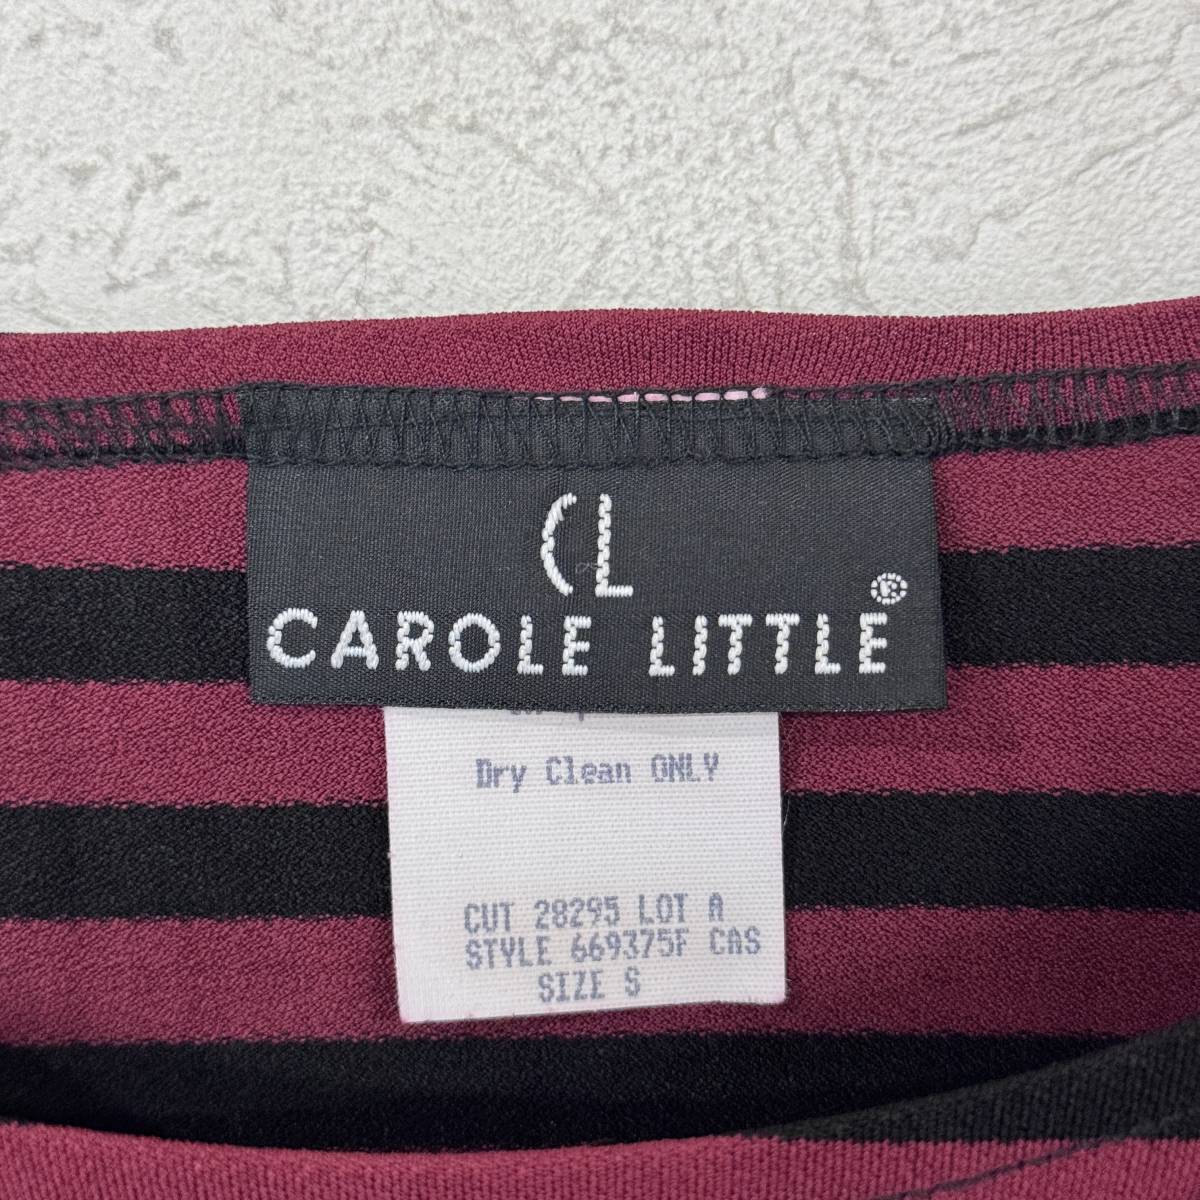 CL
CAROLE LITTLE®
Dry Clean ONLY
CUT 28295 LOT A
STYLE 669375F CAS
SIZE S